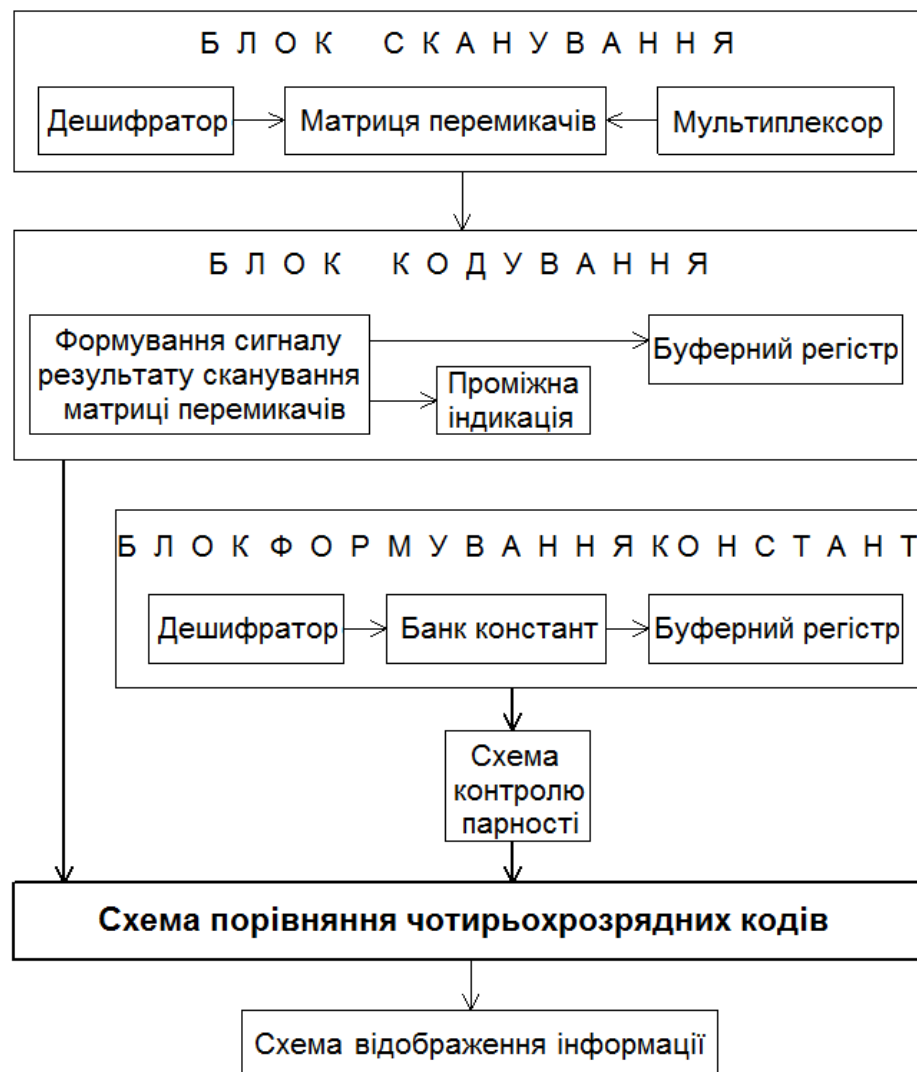 Б Л О К С К А Н У В А Н Н Я
Дешифратор
Матриця перемикачів
Мультиплексор
Б Л О К К О Д У В А Н Н Я
Формування сигналу
результату сканування
матриці перемикачів
Проміжна
індикація
Буферний регістр
Б Л О К Ф О Р М У В А Н Н Я К О Н С Т А Н Т
Дешифратор
Банк констант
Буферний регістр
Схема
контролю
парності
Схема порівняння чотирьохрозрядних кодів
Схема відображення інформації